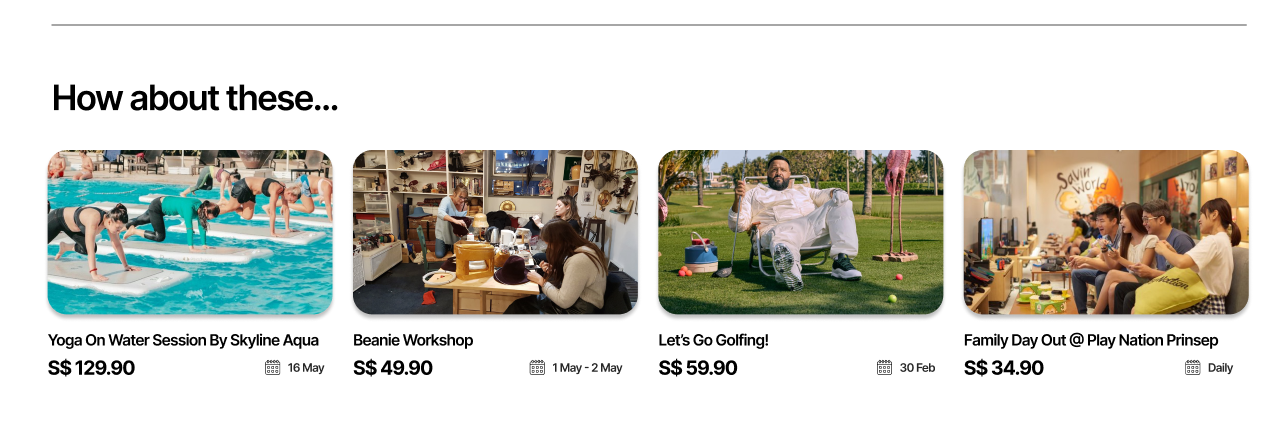 How about these...
Yoga On Water Session By Skyline Aqua
S$ 129.90
16 May
Beanie Workshop
S$ 49.90
1 May - 2 May
Let's Go Golfing!
S$ 59.90
30 Feb
Savin' World
Family Day Out @ Play Nation Prinsep
S$ 34.90
Daily